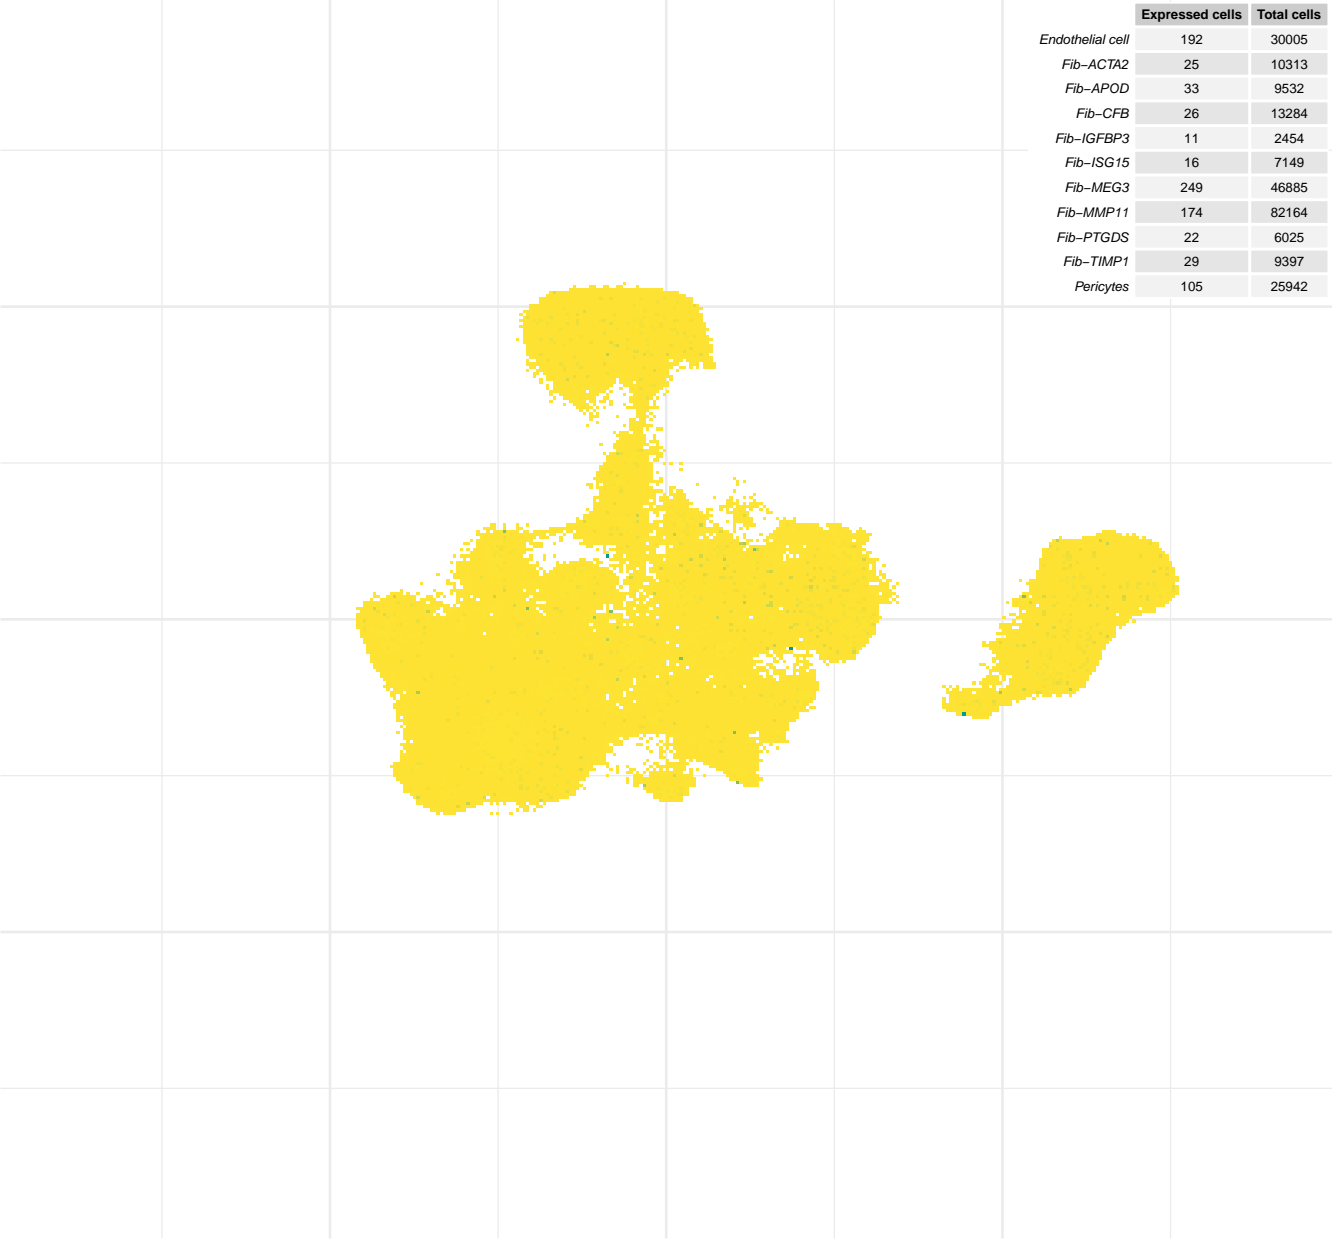 Expressed cells Total cells
Endothelial cell 192 30005
Fib−ACTA2 25 10313
Fib−APOD 33 9532
Fib−CFB 26 13284
Fib−IGFBP3 11 2454
Fib−ISG15 16 7149
Fib−MEG3 249 46885
Fib−MMP11 174 82164
Fib−PTGDS 22 6025
Fib−TIMP1 29 9397
Pericytes 105 25942